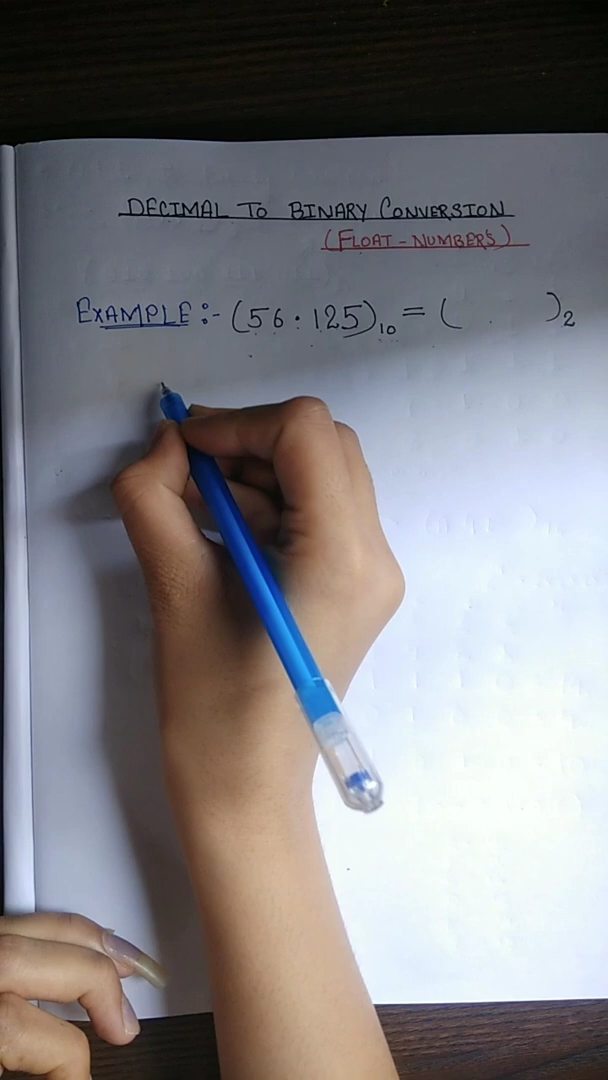 DECIMAL TO BINARY CONVERSION
(FLOAT-NUMBERS)
EXAMPLE:- (56.125)₁₀ = ( . )₂